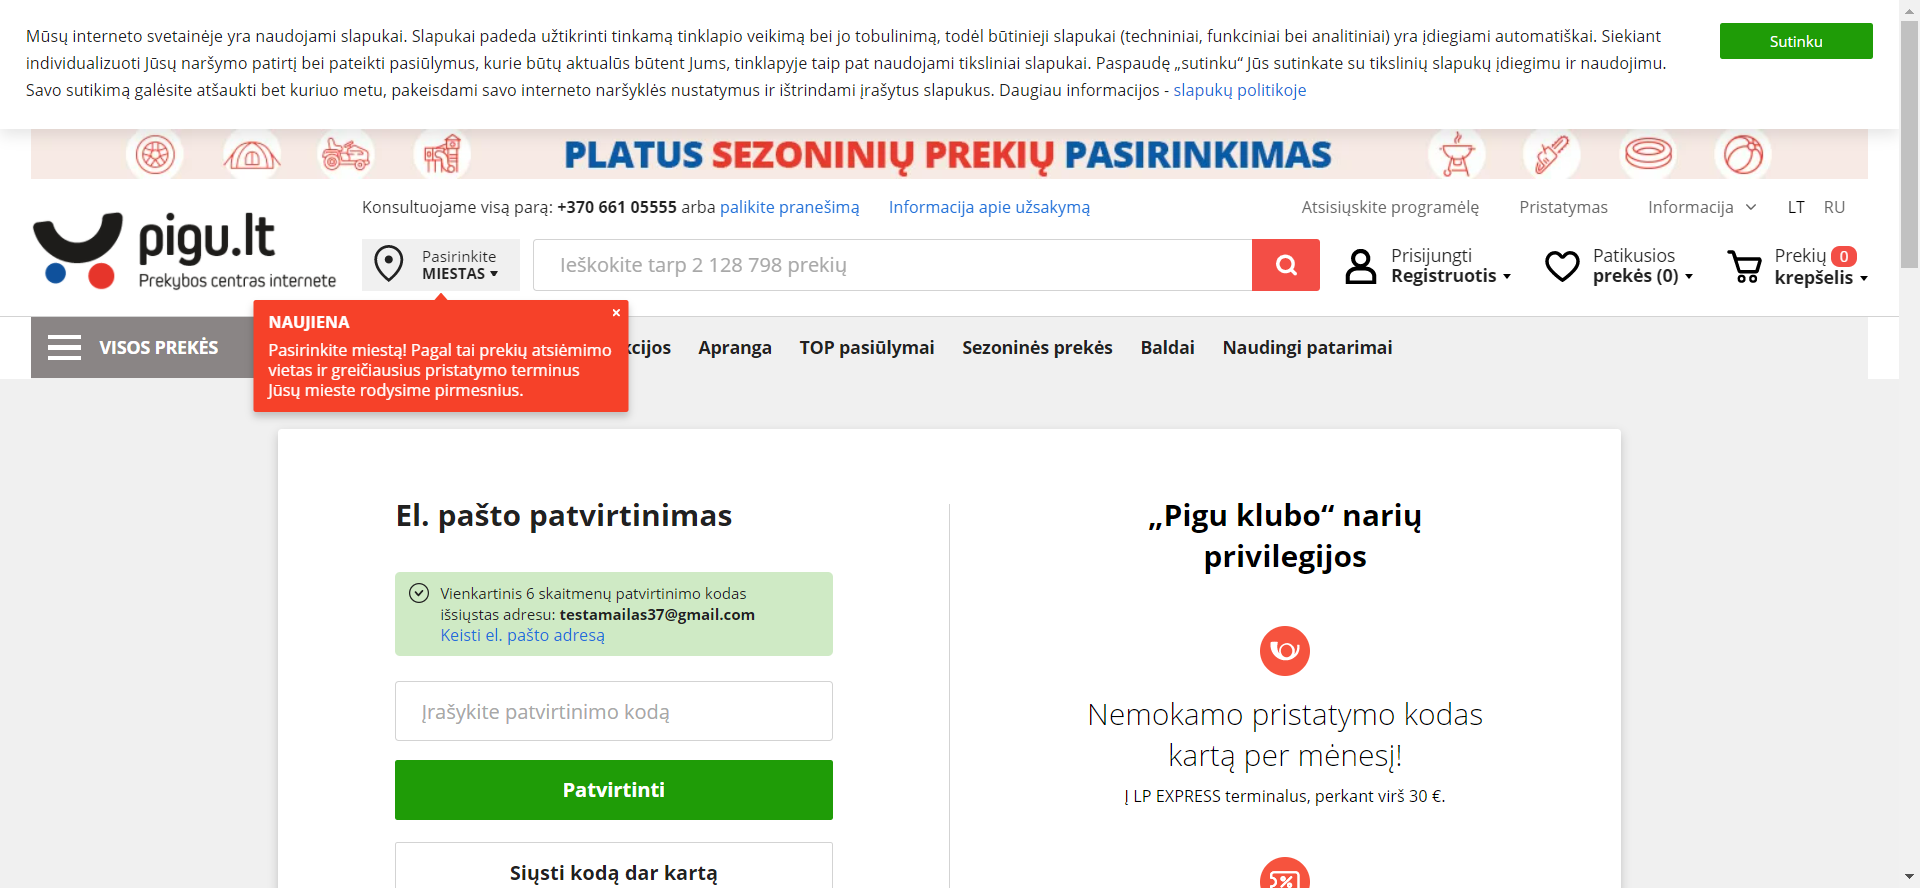 Mūsų interneto svetainėje yra naudojami slapukai. Slapukai padeda užtikrinti tinkamą tinklapio veikimą bei jo tobulinimą, todėl būtinieji slapukai (techniniai, funkciniai bei analitiniai) yra įdiegiami automatiškai. Siekiant
individualizuoti Jūsų naršymo patirtį bei pateikti pasiūlymus, kurie būtų aktualūs būtent Jums, tinklapyje taip pat naudojami tiksliniai slapukai. Paspaudę „sutinku“ Jūs sutinkate su tikslinių slapukų įdiegimu ir naudojimu.
Savo sutikimą galėsite atšaukti bet kuriuo metu, pakeisdami savo interneto naršyklės nustatymus ir ištrindami įrašytus slapukus. Daugiau informacijos - slapukų politikoje
Sutinku
PLATUS SEZONINIŲ PREKIŲ PASIRINKIMAS
pigu.lt
Prekybos centras internete
Konsultuojame visą parą: +370 661 05555 arba palikite pranešimą Informacija apie užsakymą
Atsisiųskite programėlę Pristatymas Informacija LT RU
Pasirinkite
MIESTAS
Ieškokite tarp 2 128 798 prekių
Prisijungti
Registruotis
Patikusios
prekės (0)
Prekių 0
krepšelis
VISOS PREKĖS
kcijos Apranga TOP pasiūlymai Sezoninės prekės Baldai Naudingi patarimai
NAUJIENA ×
Pasirinkite miestą! Pagal tai prekių atsiėmimo
vietas ir greičiausius pristatymo terminus
Jūsų mieste rodysime pirmesnius.
El. pašto patvirtinimas
Vienkartinis 6 skaitmenų patvirtinimo kodas
išsiųstas adresu: testamailas37@gmail.com
Keisti el. pašto adresą
Įrašykite patvirtinimo kodą
Patvirtinti
Siųsti kodą dar kartą
„Pigu klubo“ narių
privilegijos
Nemokamo pristatymo kodas
kartą per mėnesį!
Į LP EXPRESS terminalus, perkant virš 30 €.